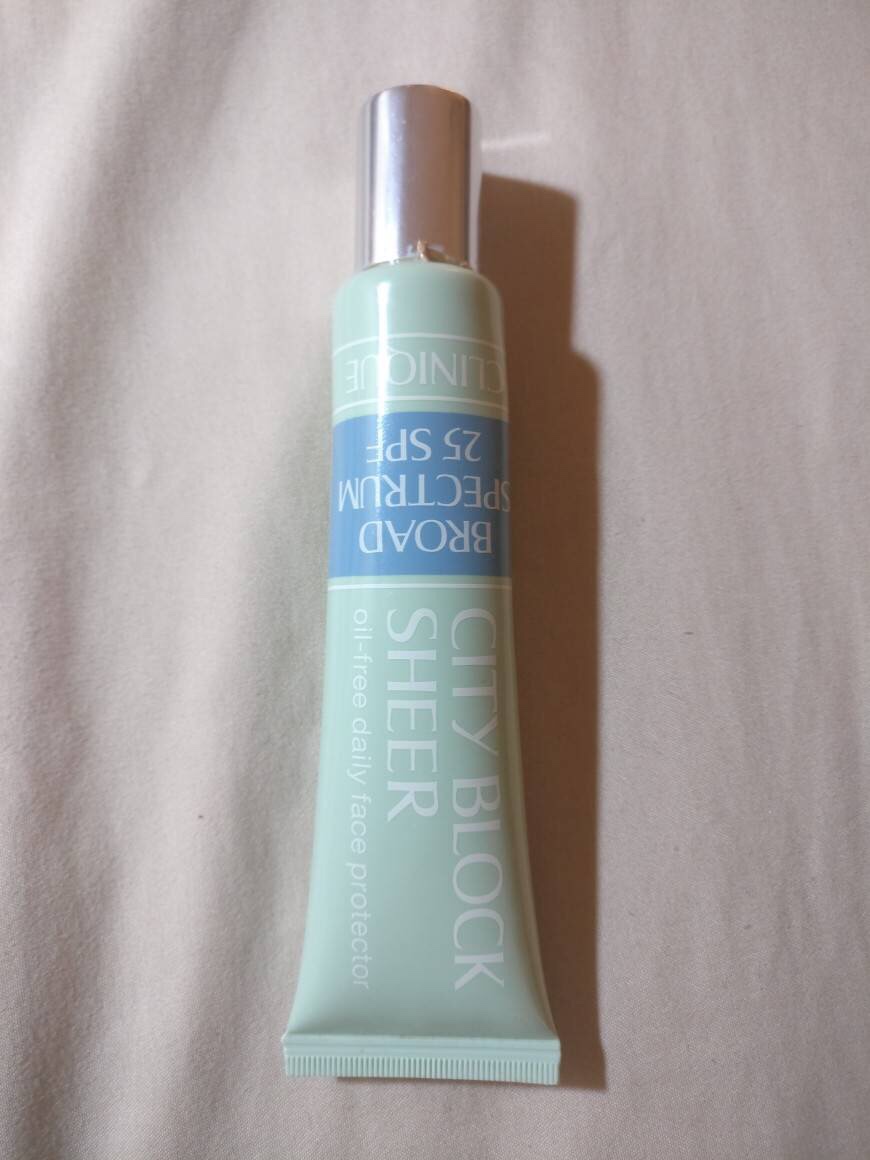 CLINIQUE
BROAD
SPECTRUM
25 SPF
CITY BLOCK
SHEER
oil-free daily face protector